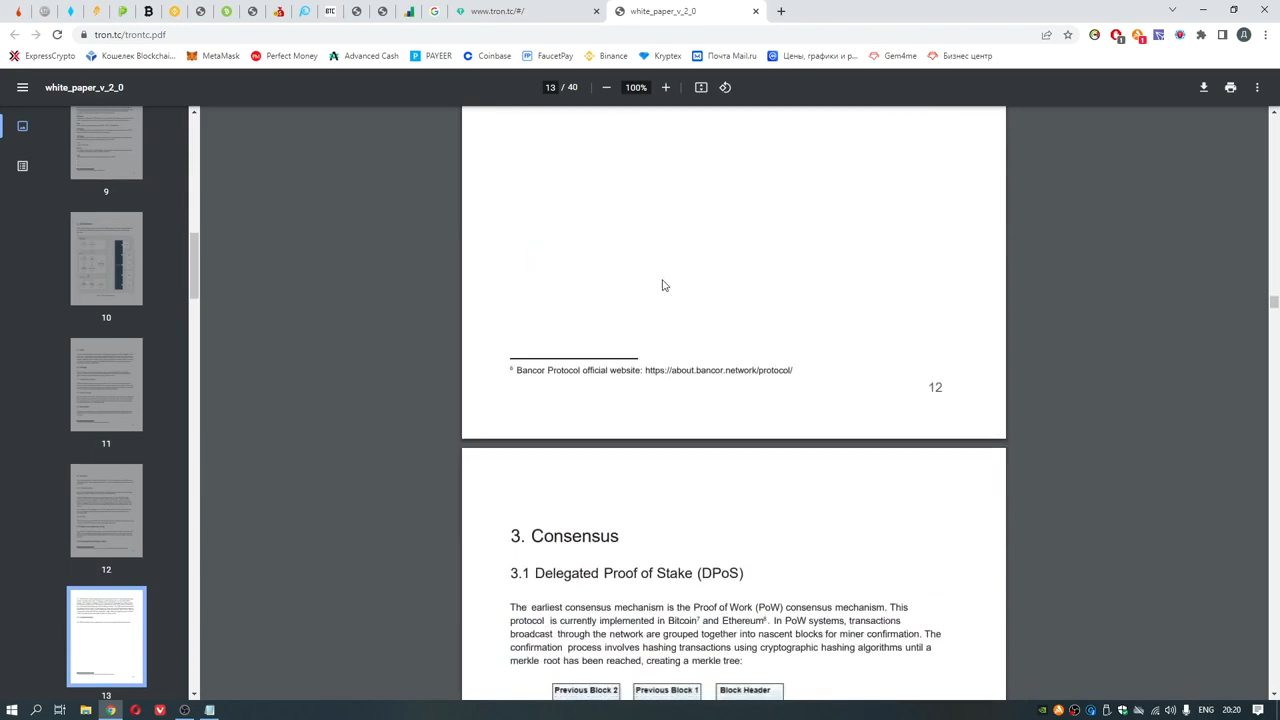 www.tron.tc/#/
white_paper_v_2_0
tron.tc/trontc.pdf
ExpressCrypto
Кошелек Blockchai...
MetaMask
Perfect Money
Advanced Cash
PAYEER
Coinbase
FaucetPay
Binance
Kryptex
Почта Mail.ru
Цены, графики и р...
Gem4me
Бизнес центр
white_paper_v_2_0
13 / 40
100%
9
10
11
12
13
6 Bancor Protocol official website: https://about.bancor.network/protocol/
12
3. Consensus
3.1 Delegated Proof of Stake (DPoS)
The earliest consensus mechanism is the Proof of Work (PoW) consensus mechanism. This
protocol is currently implemented in Bitcoin7 and Ethereum8. In PoW systems, transactions
broadcast through the network are grouped together into nascent blocks for miner confirmation. The
confirmation process involves hashing transactions using cryptographic hashing algorithms until a
merkle root has been reached, creating a merkle tree:
Previous Block 2
Previous Block 1
Block Header
20:20